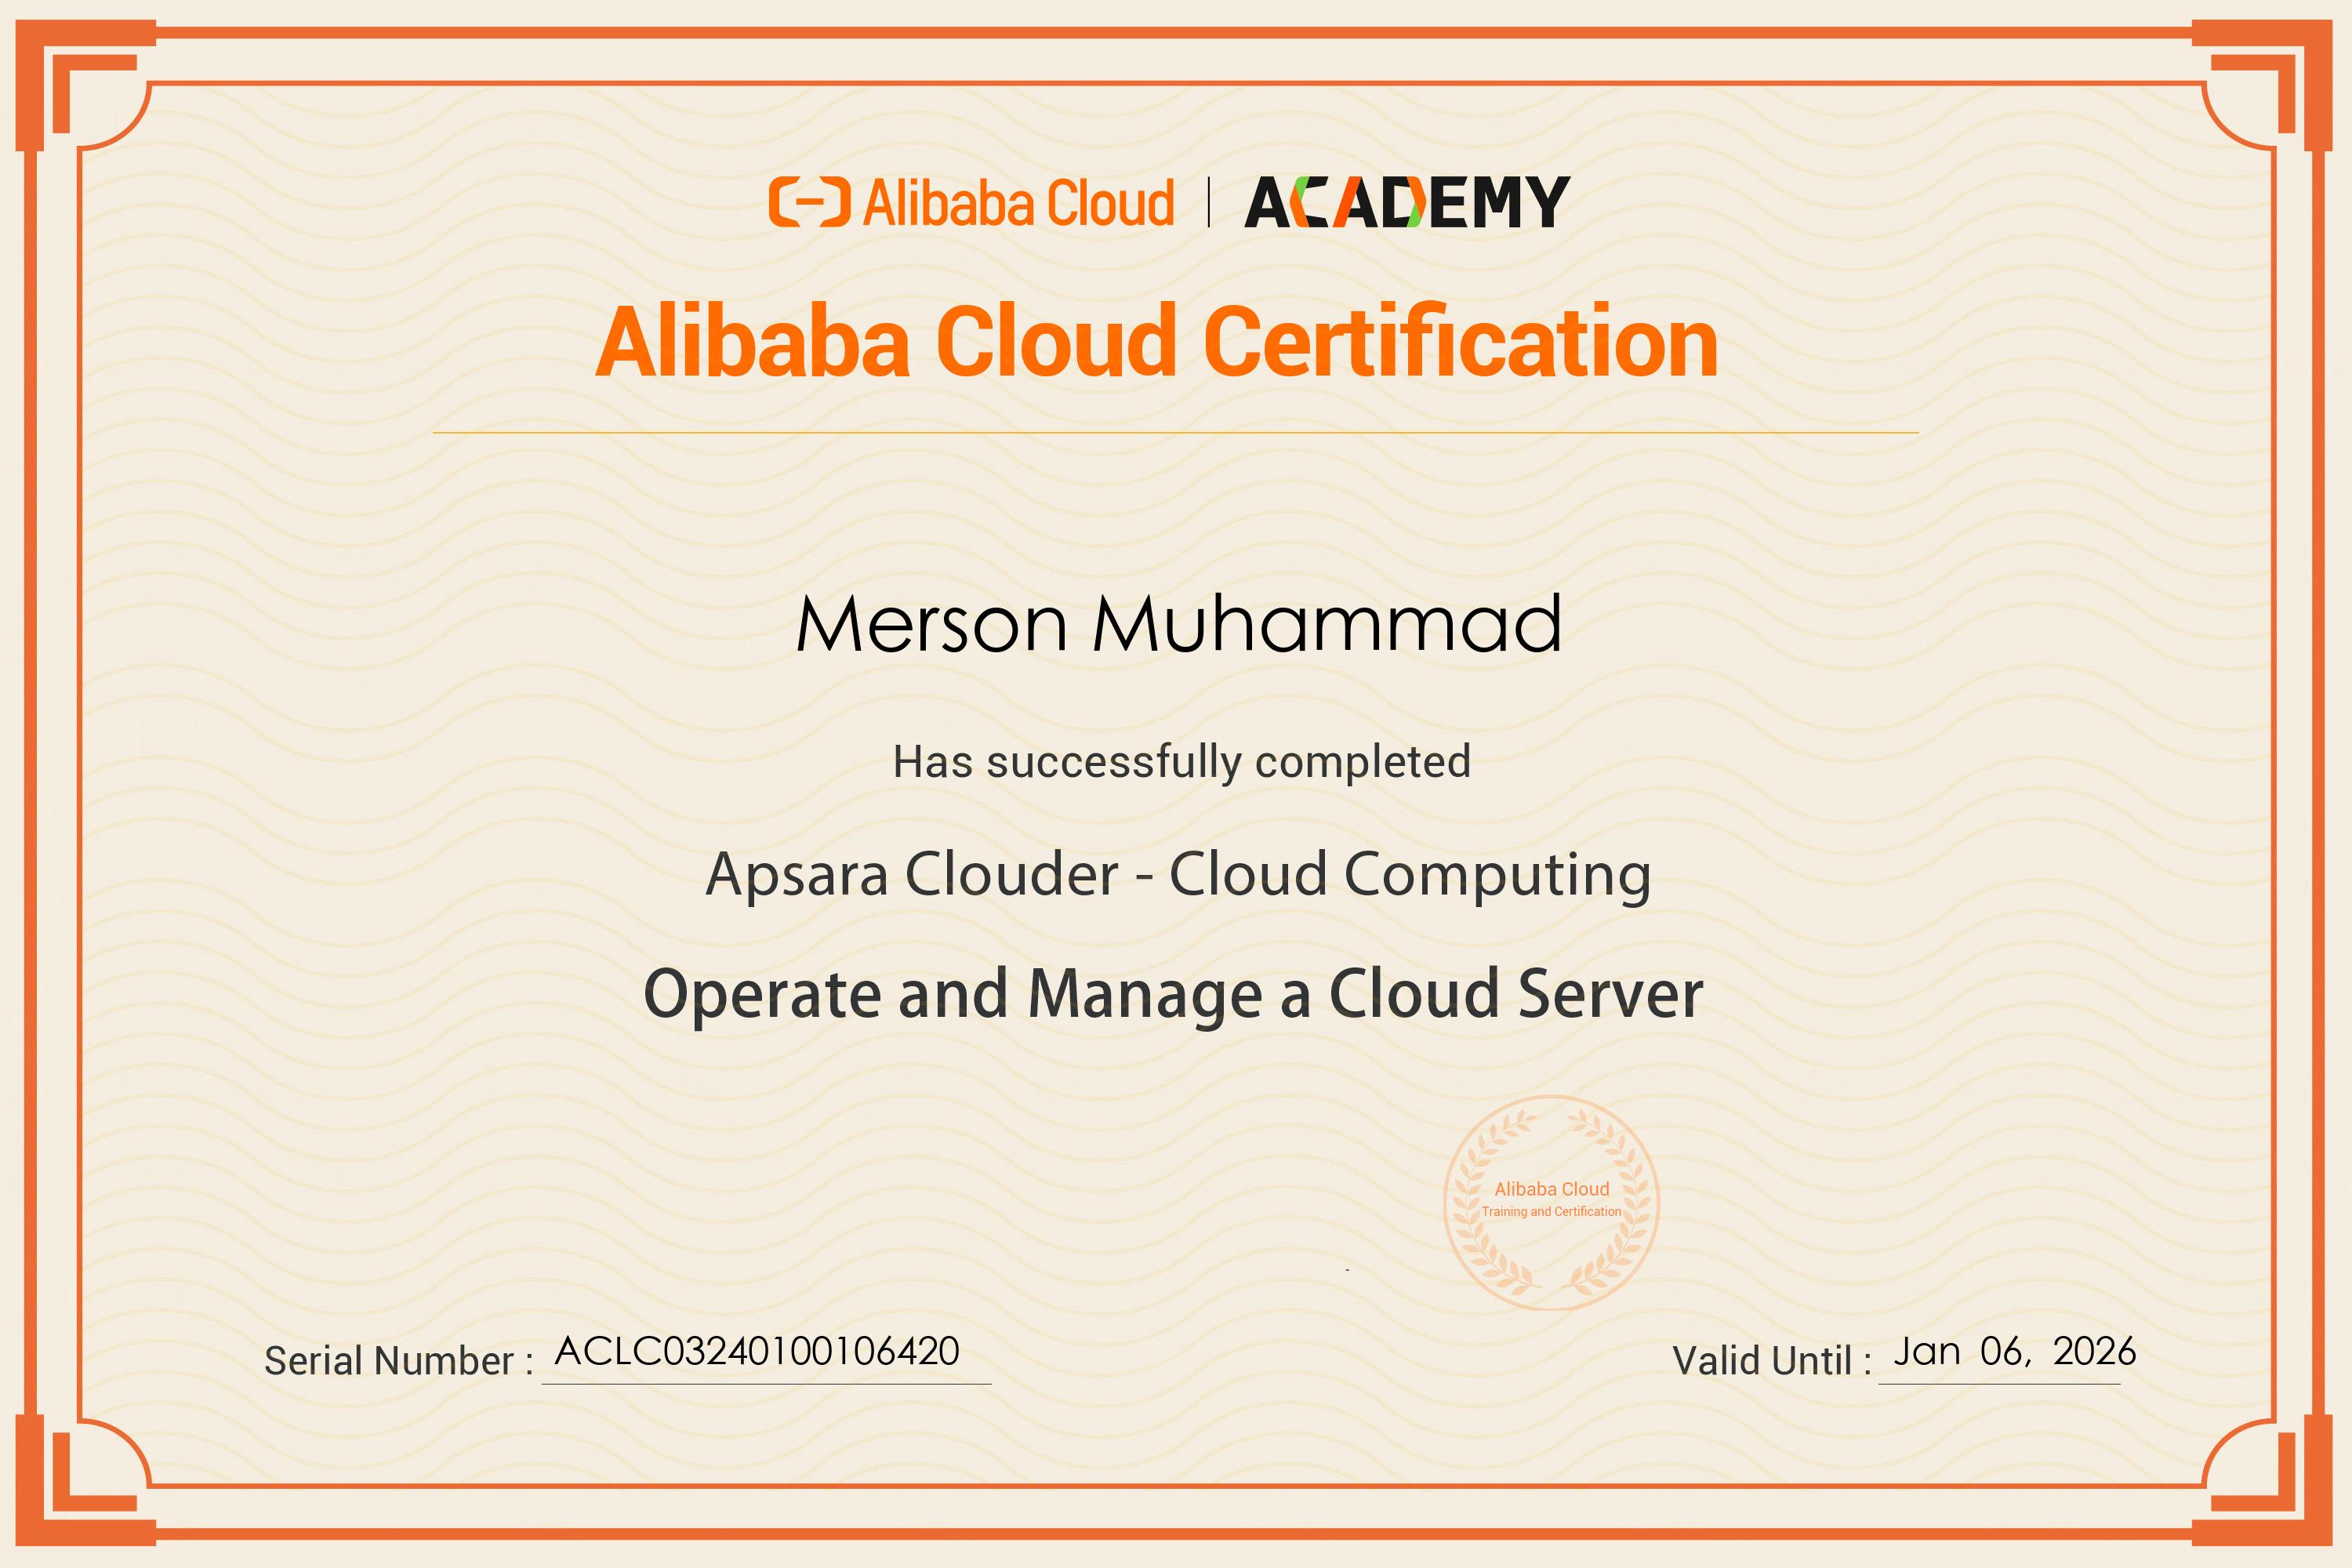 Alibaba Cloud | ACADEMY
Alibaba Cloud Certification
Merson Muhammad
Has successfully completed
Apsara Clouder - Cloud Computing
Operate and Manage a Cloud Server
Alibaba Cloud
Training and Certification
-
Serial Number : ACLC03240100106420
Valid Until : Jan 06, 2026